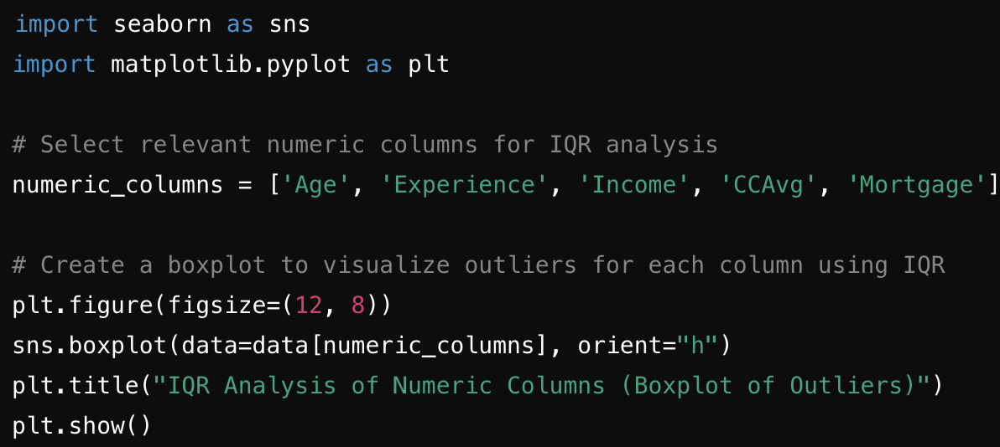 import seaborn as sns
import matplotlib.pyplot as plt
# Select relevant numeric columns for IQR analysis
numeric_columns = ['Age', 'Experience', 'Income', 'CCAvg', 'Mortgage']
# Create a boxplot to visualize outliers for each column using IQR
plt.figure(figsize=(12, 8))
sns.boxplot(data=data[numeric_columns], orient="h")
plt.title("IQR Analysis of Numeric Columns (Boxplot of Outliers)")
plt.show()